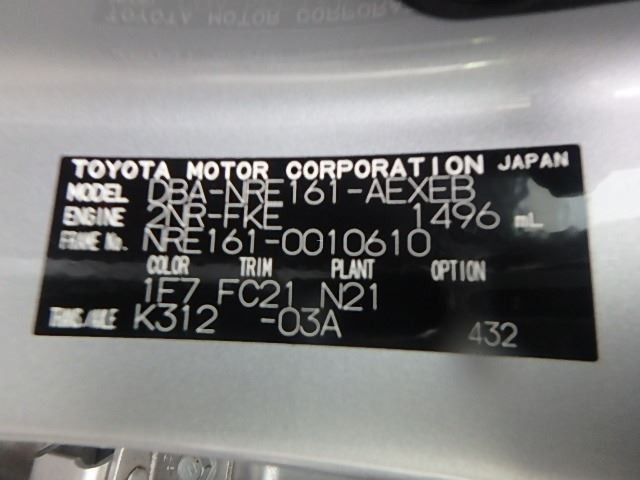 TOYOTA MOTOR CORPORATION JAPAN
MODEL DBA-NRE161-AEXEB
ENGINE 2NR-FKE 1496 mL
FRAME No. NRE161-0010610
COLOR TRIM PLANT OPTION
1F7 FC21 N21
TRANS/AXLE K312 -03A 432